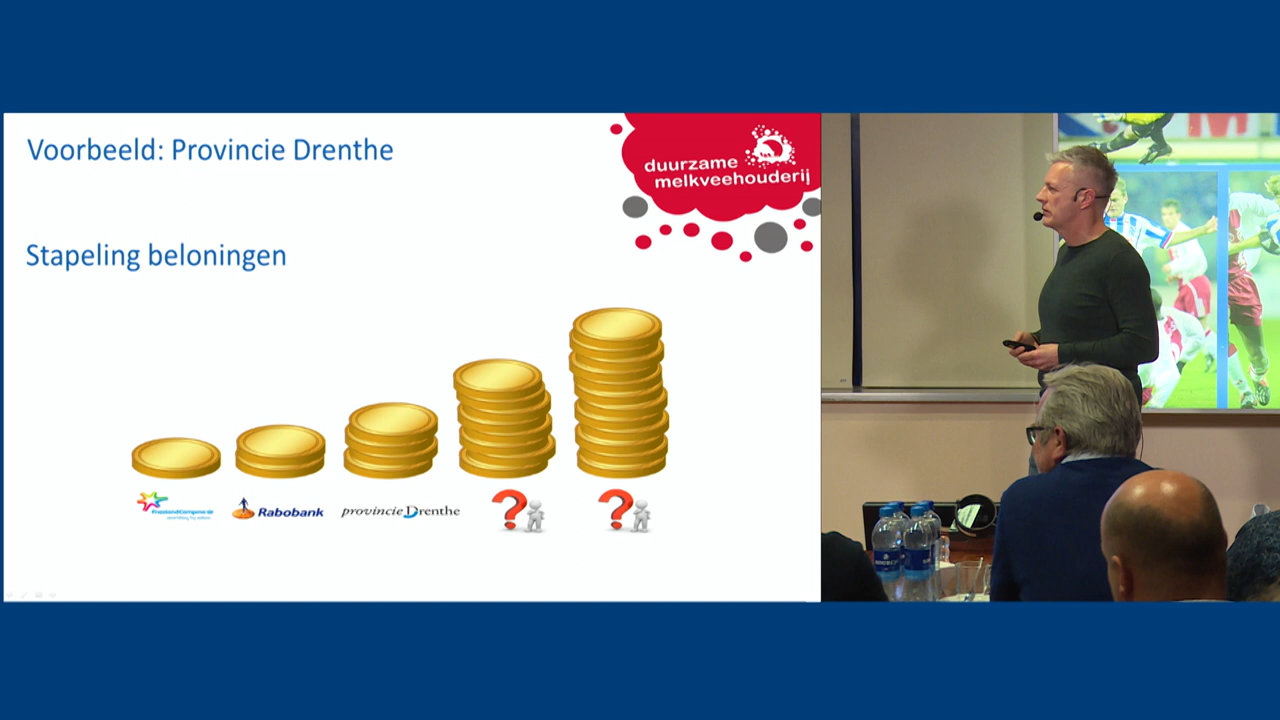 Voorbeeld: Provincie Drenthe
duurzame
melkveehouderij
Stapeling beloningen
FrieslandCampina
Rabobank
provincie Drenthe
? ?